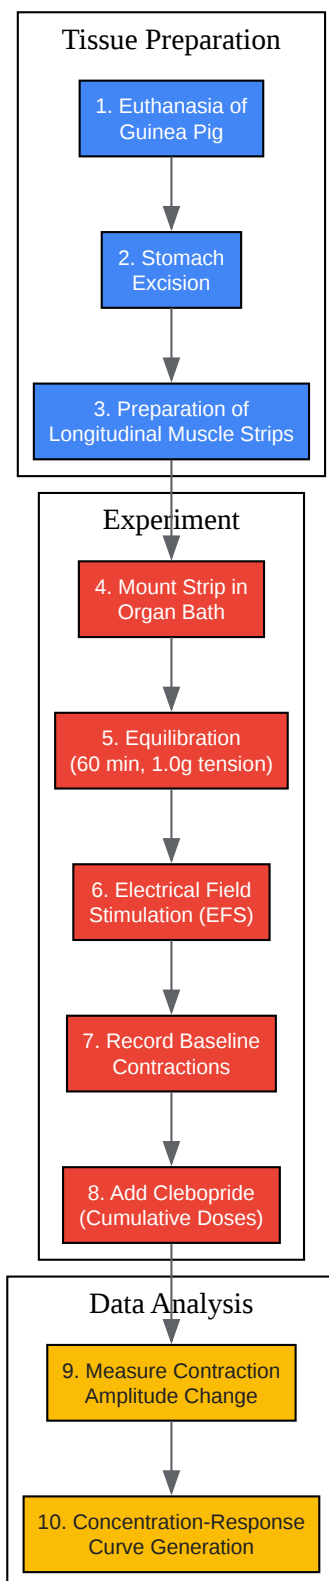 Tissue Preparation
1. Euthanasia of
Guinea Pig
2. Stomach
Excision
3. Preparation of
Longitudinal Muscle Strips
Experiment
4. Mount Strip in
Organ Bath
5. Equilibration
(60 min, 1.0g tension)
6. Electrical Field
Stimulation (EFS)
7. Record Baseline
Contractions
8. Add Clebopride
(Cumulative Doses)
Data Analysis
9. Measure Contraction
Amplitude Change
10. Concentration-Response
Curve Generation